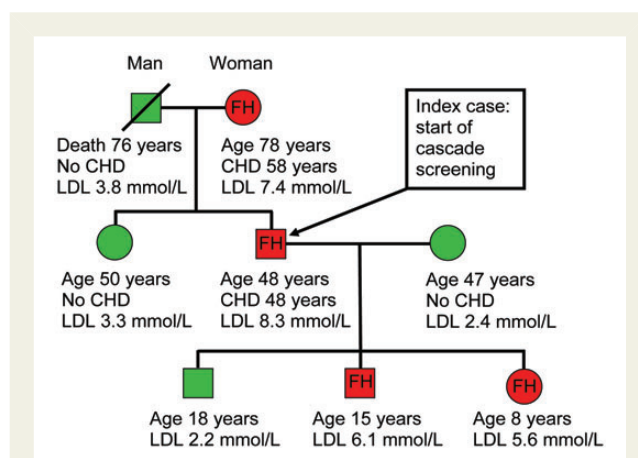 Man
Woman
FH
Index case:
start of
cascade
screening
Death 76 years
No CHD
LDL 3.8 mmol/L
Age 78 years
CHD 58 years
LDL 7.4 mmol/L
FH
Age 50 years
No CHD
LDL 3.3 mmol/L
Age 48 years
CHD 48 years
LDL 8.3 mmol/L
Age 47 years
No CHD
LDL 2.4 mmol/L
FH
FH
Age 18 years
LDL 2.2 mmol/L
Age 15 years
LDL 6.1 mmol/L
Age 8 years
LDL 5.6 mmol/L